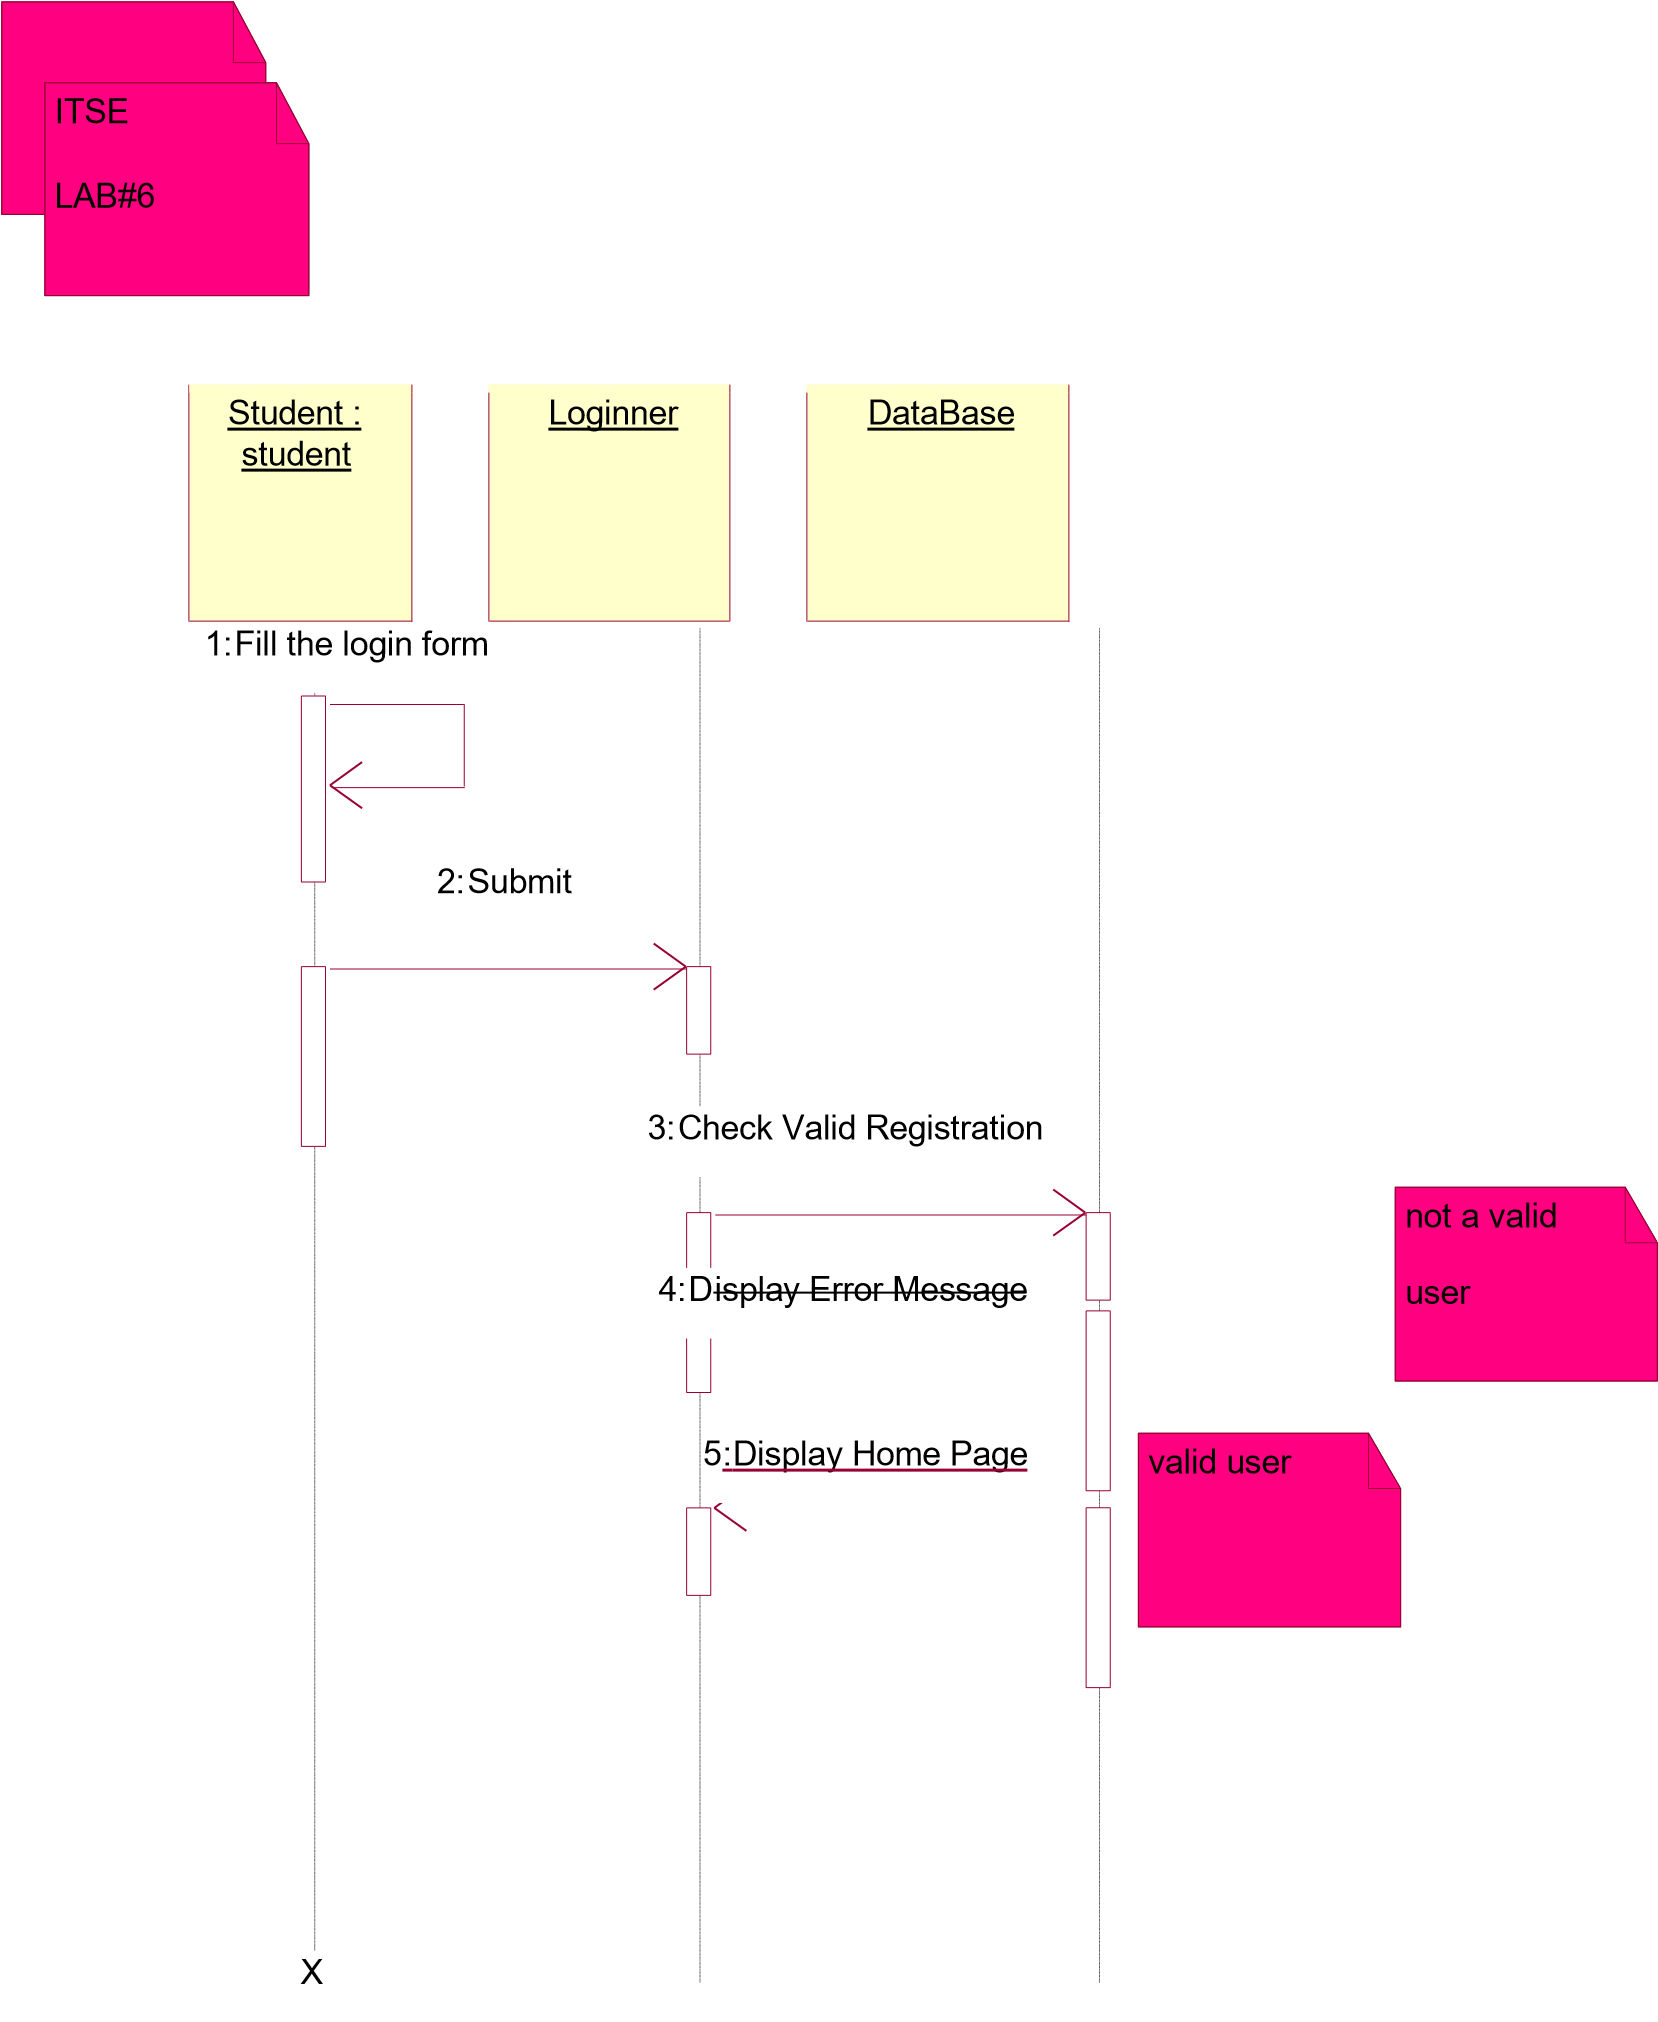 ITSE
LAB#6
Student :
student
Loginner
DataBase
1:Fill the login form
2:Submit
3:Check Valid Registration
not a valid
user
4:Display Error Message
5:Display Home Page
valid user
X